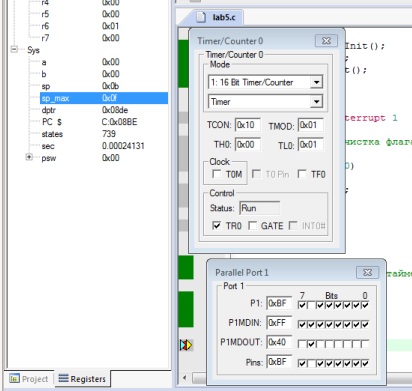 r4 0x00
r5 0x00
r6 0x01
r7 0x00
Sys
a 0x00
b 0x00
sp 0x0b
sp_max 0x0f
dptr 0x08de
PC $ C:0x08BE
states 739
sec 0.00024131
psw 0x00
Project Registers
lab5.c
Init();
;
t();
terrupt 1
чистка флаг
0)
;
тайм
Timer/Counter 0
Timer/Counter 0
Mode
1: 16 Bit Timer/Counter
Timer
TCON: 0x10 TMOD: 0x01
TH0: 0x00 TL0: 0x01
Clock
T0M T0 Pin TF0
Control
Status: Run
TR0 GATE INT0#
Parallel Port 1
Port 1
7 Bits 0
P1: 0xBF
P1MDIN: 0xFF
P1MDOUT: 0x40
Pins: 0xBF